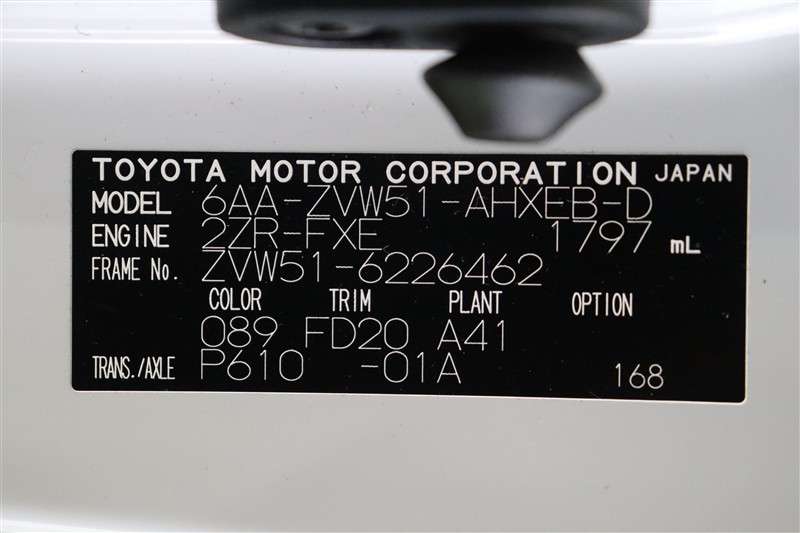 TOYOTA MOTOR CORPORATION JAPAN
MODEL 6AA-ZVW51-AHXEB-D
ENGINE 2ZR-FXE 1797 mL
FRAME No. ZVW51-6226462
COLOR TRIM PLANT OPTION
089 FD20 A41
TRANS./AXLE P610 -01A 168